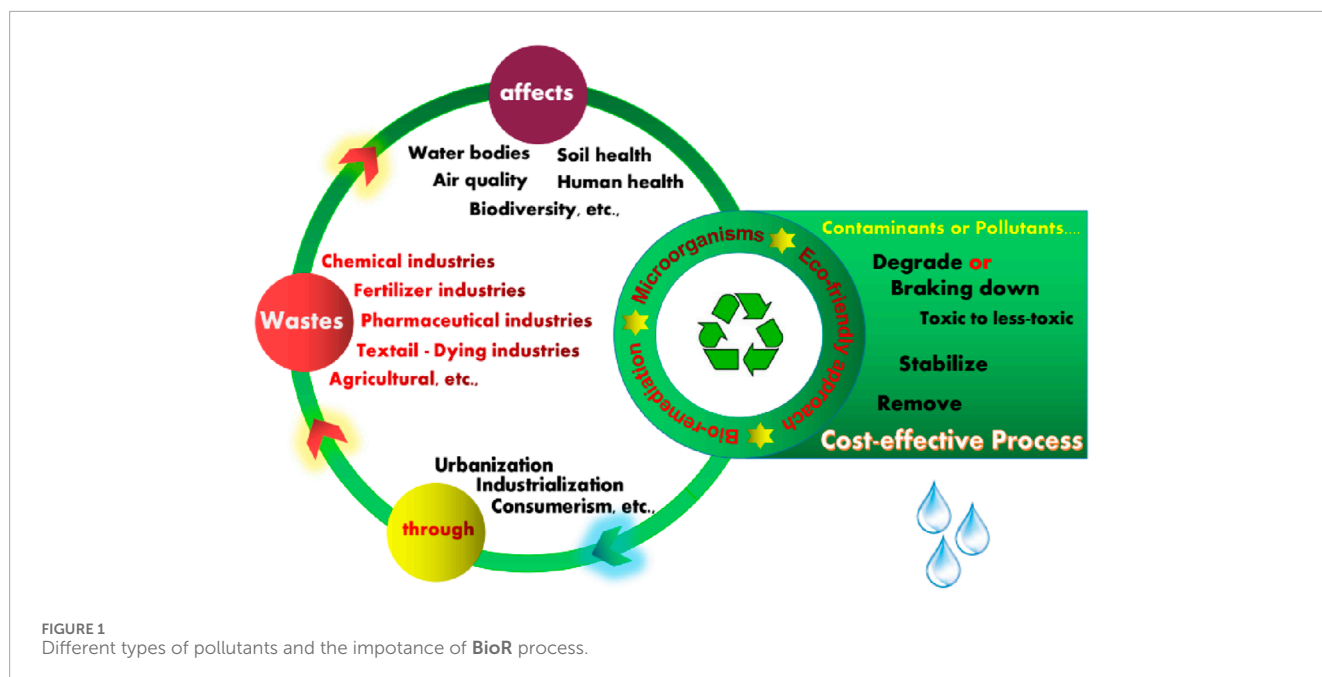 affects
Water bodies Soil health
Air quality Human health
Biodiversity, etc.,
Wastes
Chemical industries
Fertilizer industries
Pharmaceutical industries
Textail - Dying industries
Agricultural, etc.,
through
Urbanization
Industrialization
Consumerism, etc.,
Microorganisms
Eco-friendly approach
Bio-remediation
Contaminants or Pollutants....
Degrade or
Braking down
Toxic to less-toxic
Stabilize
Remove
Cost-effective Process
FIGURE 1
Different types of pollutants and the impotance of BioR process.